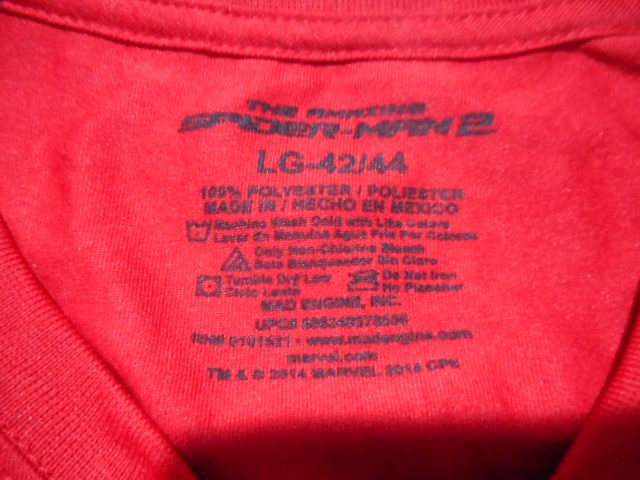 THE AMAZING
SPIDER-MAN 2
LG-42/44
100% POLYESTER / POLIESTER
MADE IN / HECHO EN MEXICO
Machine Wash Cold with Like Colors
Lavar En Maquina Agua Fria Por Colores
Only Non-Chlorine Bleach
Solo Blanqueador Sin Cloro
Tumble Dry Low
Ciclo Lento
Do Not Iron
No Planchar
MAD ENGINE, INC.
UPC#
www.madengine.com
marvel.com
TM & © 2014 MARVEL 2014 CPII